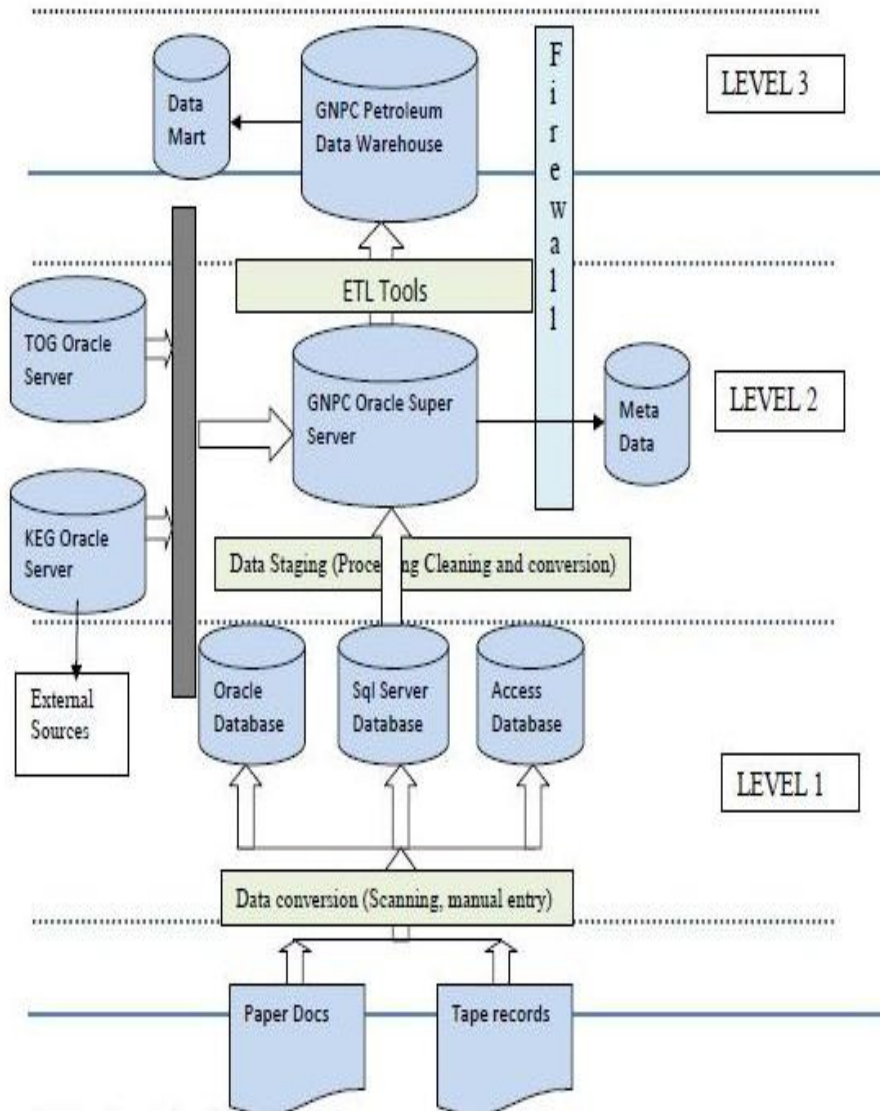 Data
Mart
GNPC Petroleum
Data Warehouse
Firewall
LEVEL 3
ETL Tools
TOG Oracle
Server
GNPC Oracle Super
Server
Meta
Data
LEVEL 2
KEG Oracle
Server
Data Staging (Proce ng Cleaning and conversion)
External
Sources
Oracle
Database
Sql Server
Database
Access
Database
LEVEL 1
Data conversion (Scanning, manual entry)
Paper Docs
Tape records